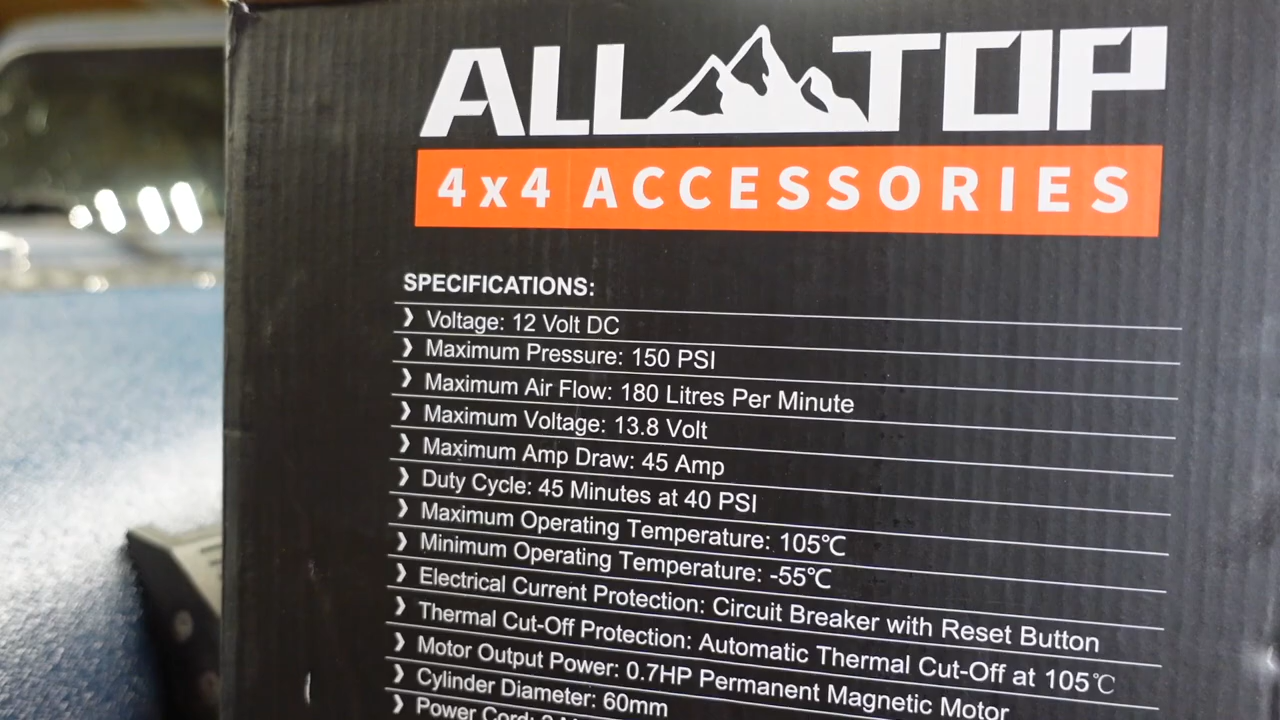 ALL TOP
4x4 ACCESSORIES
SPECIFICATIONS:
❯ Voltage: 12 Volt DC
❯ Maximum Pressure: 150 PSI
❯ Maximum Air Flow: 180 Litres Per Minute
❯ Maximum Voltage: 13.8 Volt
❯ Maximum Amp Draw: 45 Amp
❯ Duty Cycle: 45 Minutes at 40 PSI
❯ Maximum Operating Temperature: 105℃
❯ Minimum Operating Temperature: -55℃
❯ Electrical Current Protection: Circuit Breaker with Reset Button
❯ Thermal Cut-Off Protection: Automatic Thermal Cut-Off at 105℃
❯ Motor Output Power: 0.7HP Permanent Magnetic Motor
❯ Cylinder Diameter: 60mm
❯ Power Cord: